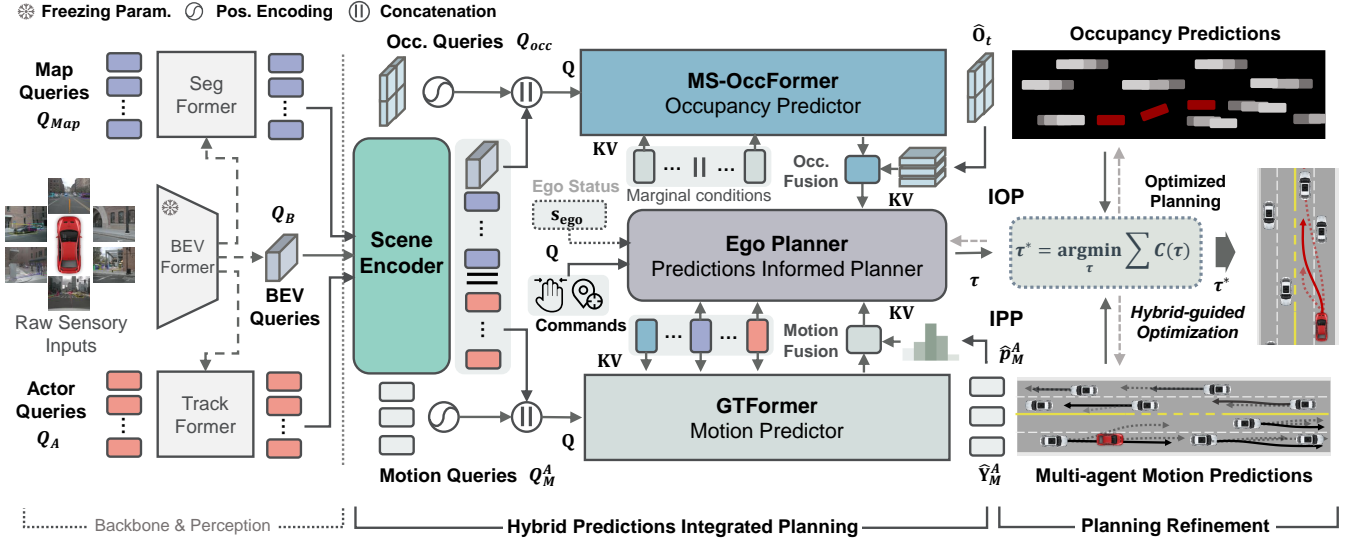 Freezing Param. Pos. Encoding Concatenation
Map
Queries
Q_Map
Seg
Former
Raw Sensory
Inputs
BEV
Former
Q_B
BEV
Queries
Actor
Queries
Q_A
Track
Former
Backbone & Perception
Occ. Queries Q_occ
Q
MS-OccFormer
Occupancy Predictor
Ô_t
Scene
Encoder
KV
... || ...
Marginal conditions
Occ.
Fusion
KV
Ego Status
s_ego
Q
Commands
Ego Planner
Predictions Informed Planner
τ
KV
... ...
Motion
Fusion
KV
GTFormer
Motion Predictor
Q
Motion Queries Q_M^A
IOP
IPP
p̂_M^A
Ŷ_M^A
Hybrid Predictions Integrated Planning
Occupancy Predictions
Optimized
Planning
τ* = argmin_τ ∑ C(τ)
τ*
Hybrid-guided
Optimization
Multi-agent Motion Predictions
Planning Refinement